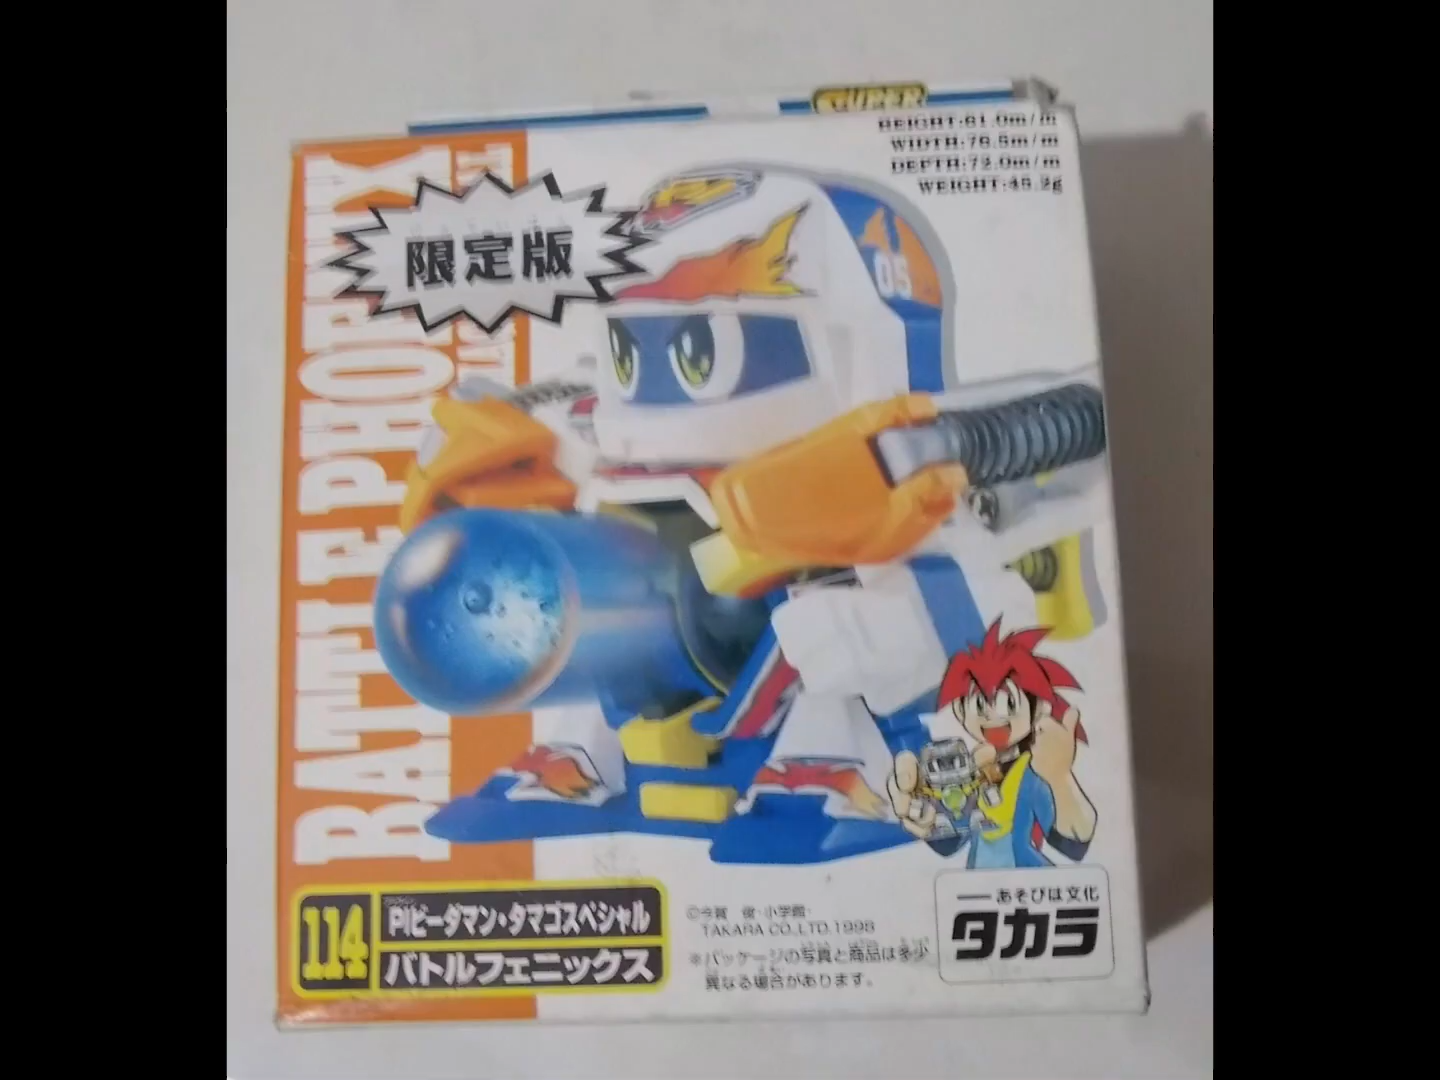 SUPER
HEIGHT:61.0m/m
WIDTH:76.5m/m
DEPTH:72.0m/m
WEIGHT:45.2g
限定版
05
BATTLE PHOENIX
114
PIビーダマン・タマゴスペシャル
バトルフェニックス
©今賀 俊・小学館・
TAKARA CO.,LTD.1998
※パッケージの写真と商品は多少
異なる場合があります。
あそびは文化
タカラ